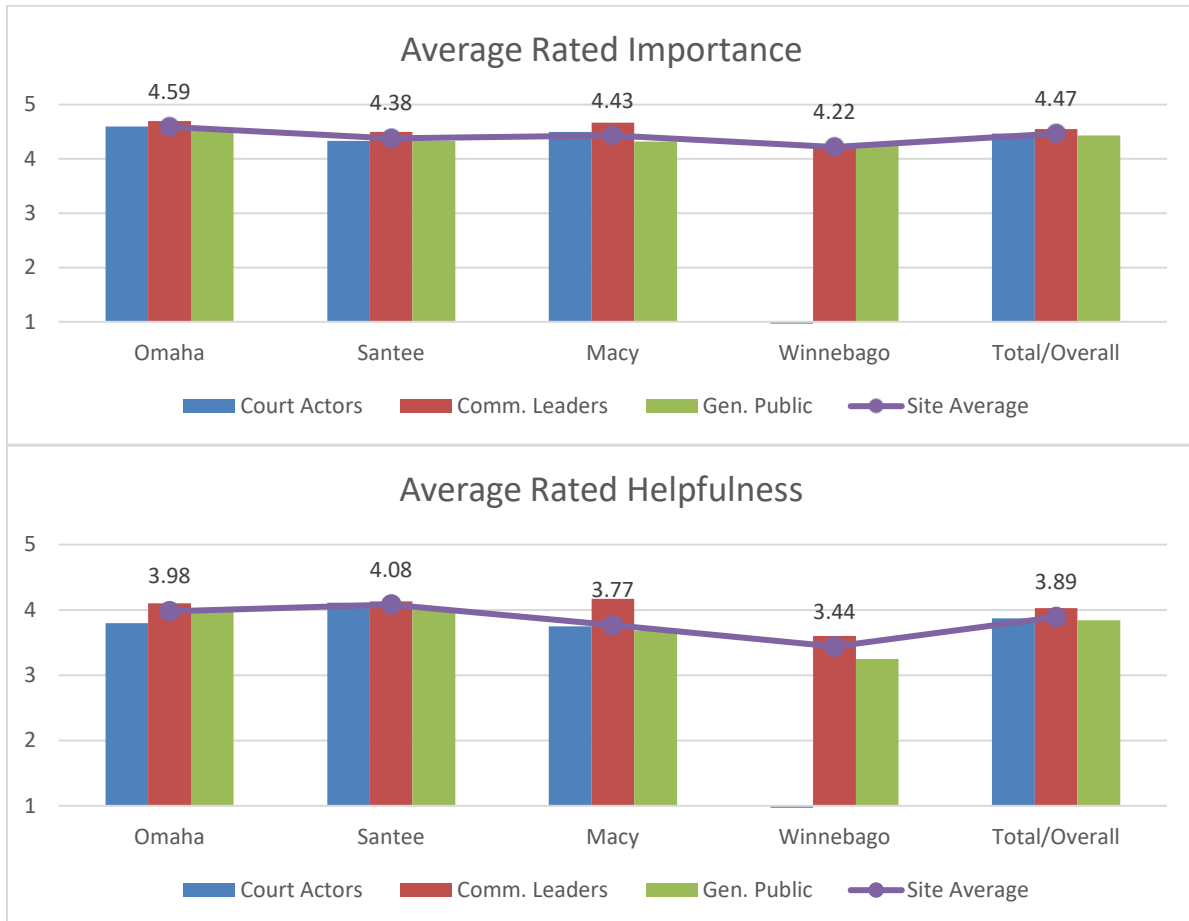 Average Rated Importance
4.59
4.38
4.43
4.22
4.47
5
4
3
2
1
Omaha
Santee
Macy
Winnebago
Total/Overall
Court Actors
Comm. Leaders
Gen. Public
Site Average
Average Rated Helpfulness
3.98
4.08
3.77
3.44
3.89
5
4
3
2
1
Omaha
Santee
Macy
Winnebago
Total/Overall
Court Actors
Comm. Leaders
Gen. Public
Site Average